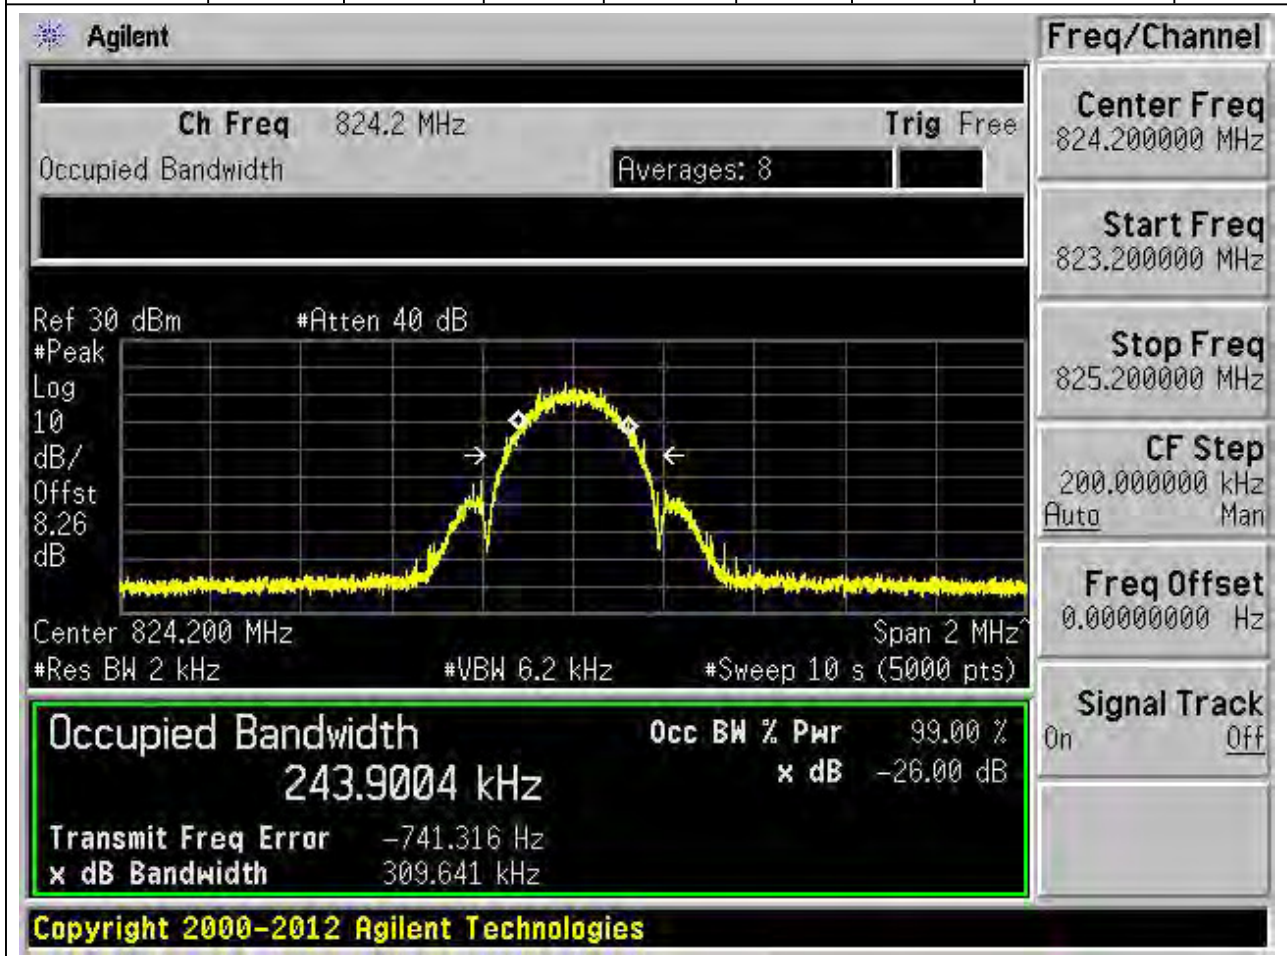 Agilent
Freq/Channel
Ch Freq 824.2 MHz Trig Free
Occupied Bandwidth Averages: 8
Center Freq
824.200000 MHz
Start Freq
823.200000 MHz
Stop Freq
825.200000 MHz
CF Step
200.000000 kHz
Auto Man
Freq Offset
0.00000000 Hz
Signal Track
On Off
Ref 30 dBm #Atten 40 dB
#Peak
Log
10
dB/
Offst
8.26
dB
Center 824.200 MHz Span 2 MHz^
#Res BW 2 kHz #VBW 6.2 kHz #Sweep 10 s (5000 pts)
Occupied Bandwidth Occ BW % Pwr 99.00 %
243.9004 kHz x dB -26.00 dB
Transmit Freq Error -741.316 Hz
x dB Bandwidth 309.641 kHz
Copyright 2000-2012 Agilent Technologies